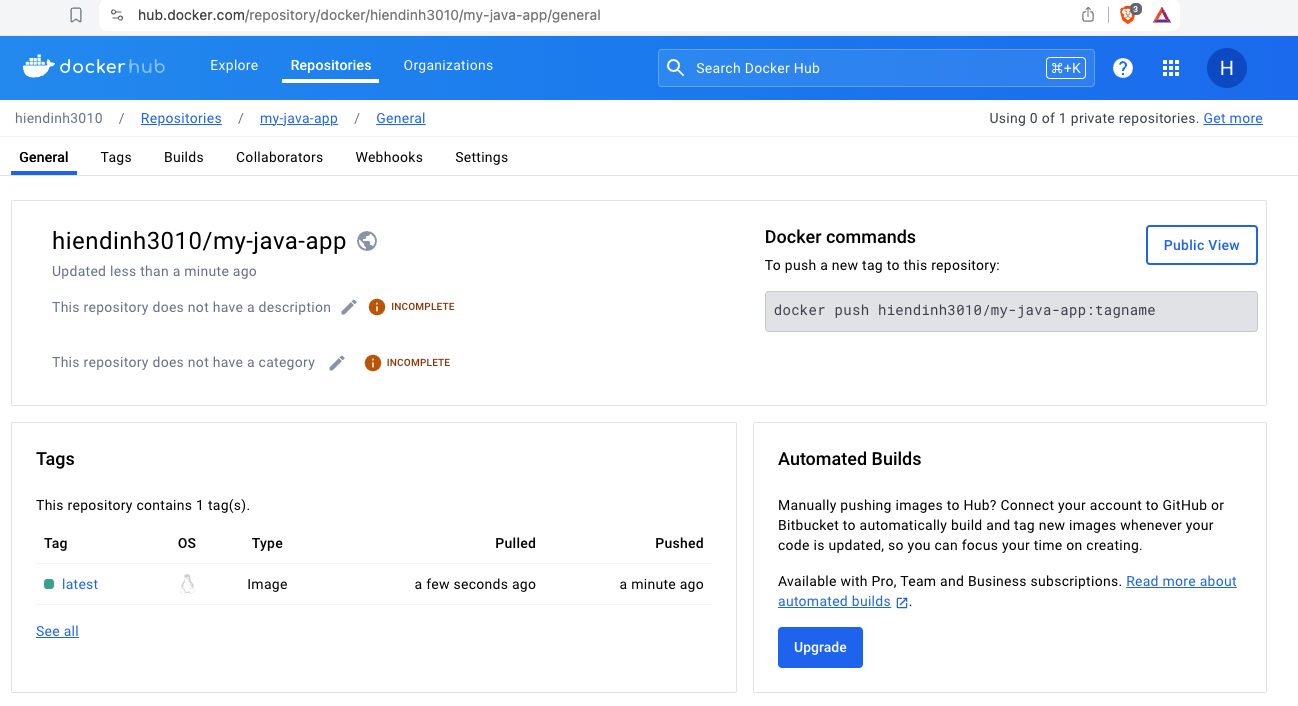 hub.docker.com/repository/docker/hiendinh3010/my-java-app/general
3
dockerhub
Explore
Repositories
Organizations
Search Docker Hub
⌘+K
?
H
hiendinh3010 / Repositories / my-java-app / General
Using 0 of 1 private repositories. Get more
General
Tags
Builds
Collaborators
Webhooks
Settings
hiendinh3010/my-java-app
Updated less than a minute ago
This repository does not have a description
INCOMPLETE
This repository does not have a category
INCOMPLETE
Docker commands
To push a new tag to this repository:
Public View
docker push hiendinh3010/my-java-app:tagname
Tags
This repository contains 1 tag(s).
Tag OS Type Pulled Pushed
latest Image a few seconds ago a minute ago
See all
Automated Builds
Manually pushing images to Hub? Connect your account to GitHub or
Bitbucket to automatically build and tag new images whenever your
code is updated, so you can focus your time on creating.
Available with Pro, Team and Business subscriptions. Read more about
automated builds.
Upgrade